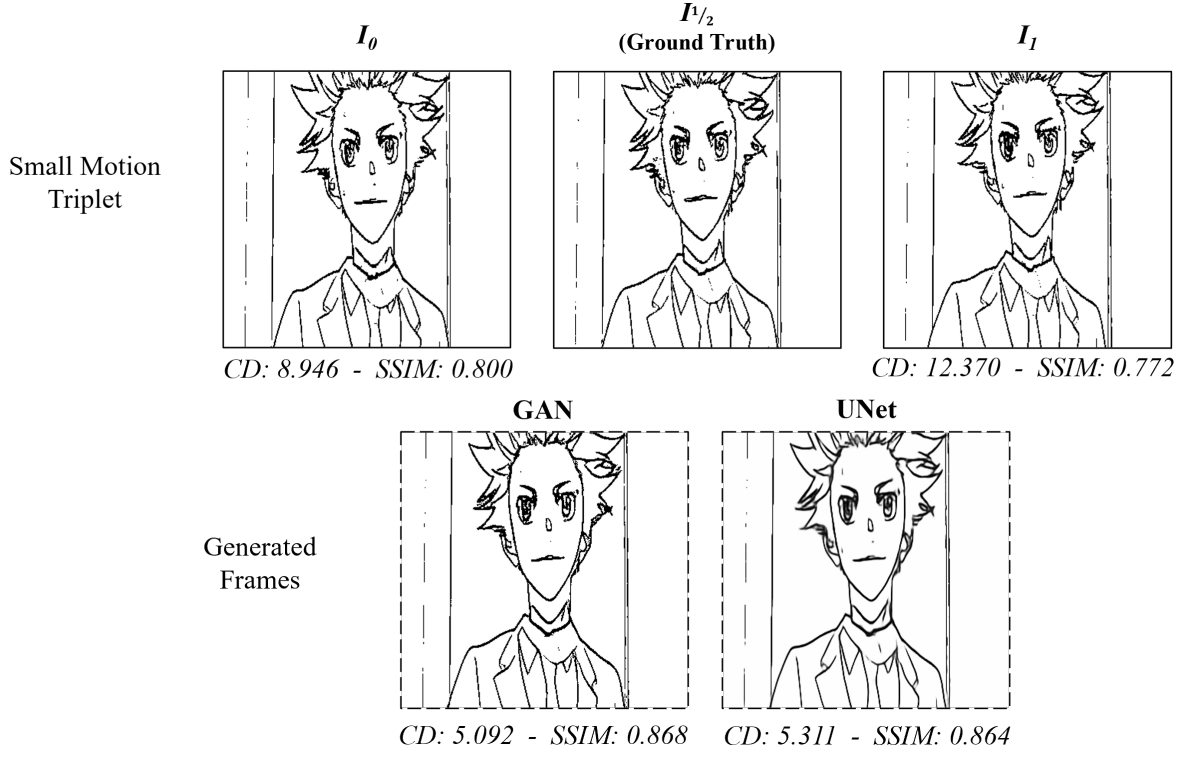 I₀
I¹/₂
(Ground Truth)
I₁
Small Motion
Triplet
CD: 8.946 - SSIM: 0.800
CD: 12.370 - SSIM: 0.772
GAN
UNet
Generated
Frames
CD: 5.092 - SSIM: 0.868
CD: 5.311 - SSIM: 0.864